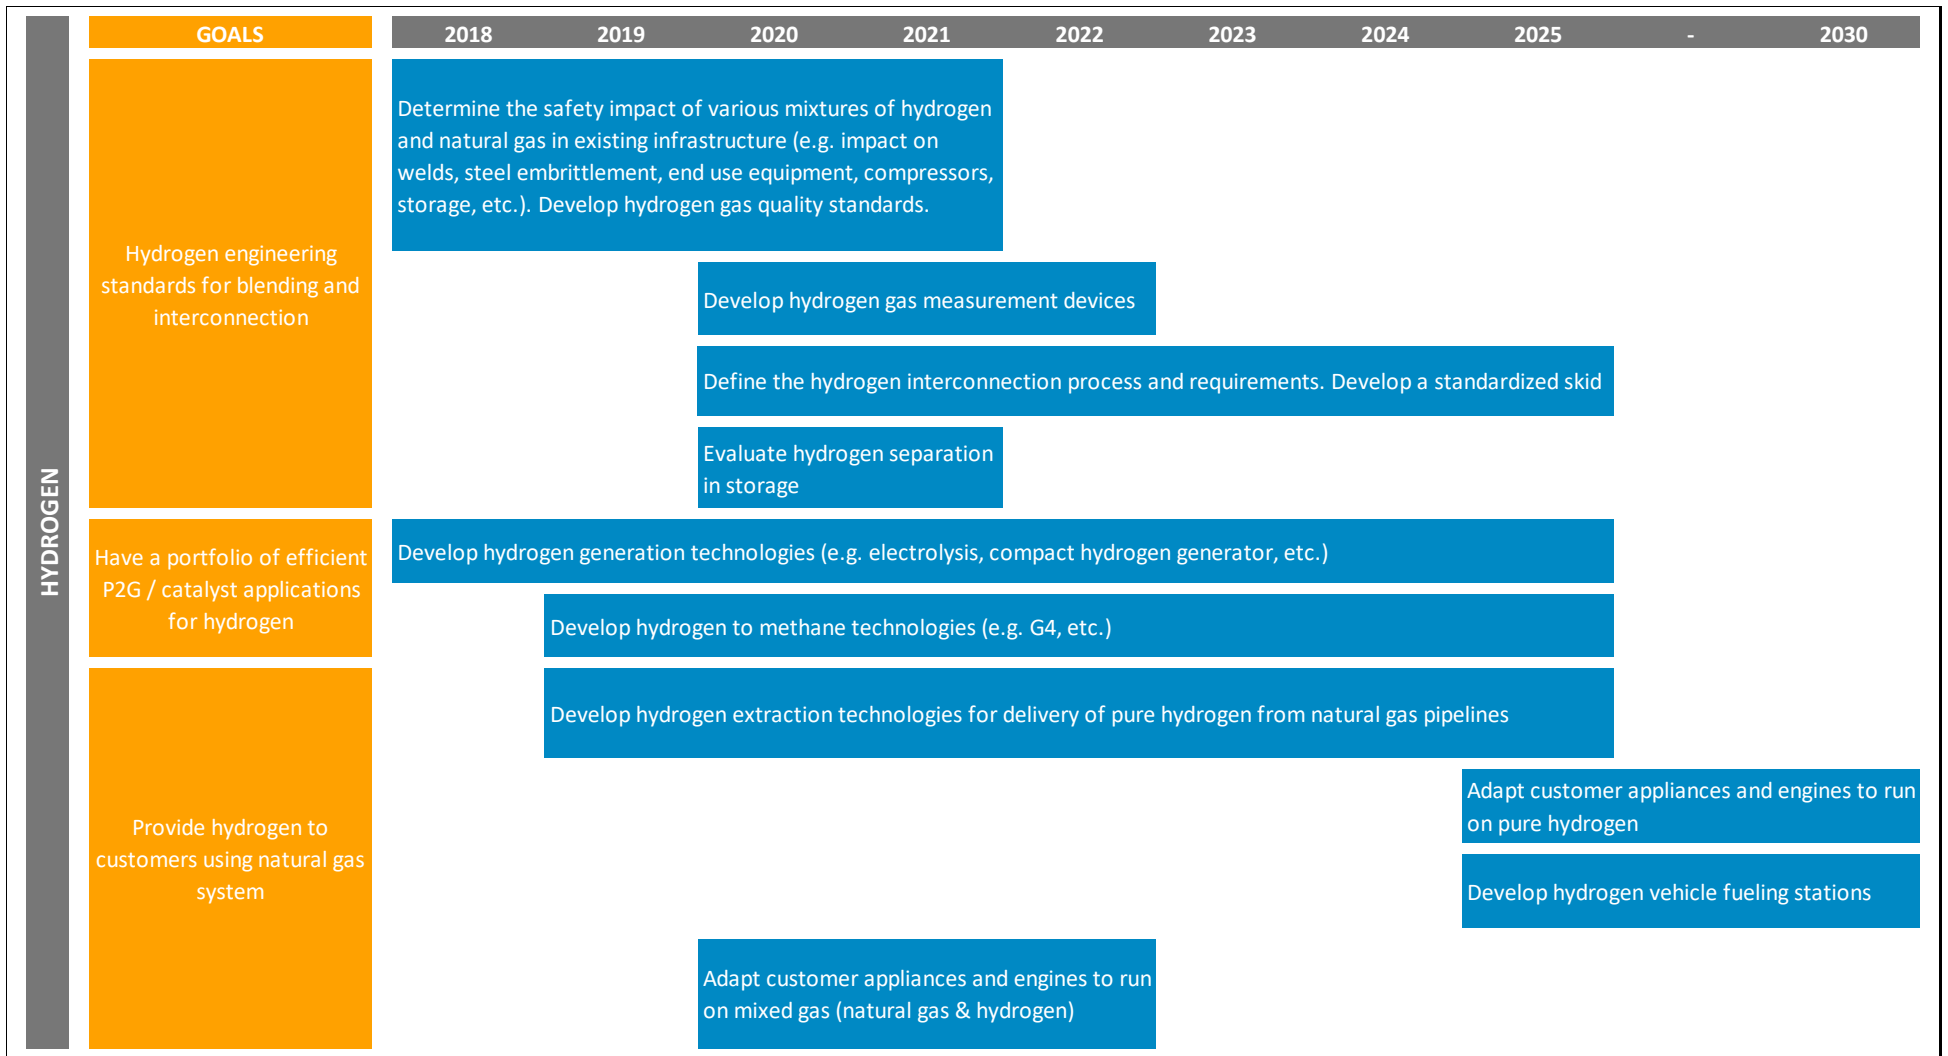 HYDROGEN
GOALS
2018 2019 2020 2021 2022 2023 2024 2025 - 2030
Hydrogen engineering
standards for blending and
interconnection
Determine the safety impact of various mixtures of hydrogen
and natural gas in existing infrastructure (e.g. impact on
welds, steel embrittlement, end use equipment, compressors,
storage, etc.). Develop hydrogen gas quality standards.
Develop hydrogen gas measurement devices
Define the hydrogen interconnection process and requirements. Develop a standardized skid
Evaluate hydrogen separation
in storage
Have a portfolio of efficient
P2G / catalyst applications
for hydrogen
Develop hydrogen generation technologies (e.g. electrolysis, compact hydrogen generator, etc.)
Develop hydrogen to methane technologies (e.g. G4, etc.)
Provide hydrogen to
customers using natural gas
system
Develop hydrogen extraction technologies for delivery of pure hydrogen from natural gas pipelines
Adapt customer appliances and engines to run
on pure hydrogen
Develop hydrogen vehicle fueling stations
Adapt customer appliances and engines to run
on mixed gas (natural gas & hydrogen)